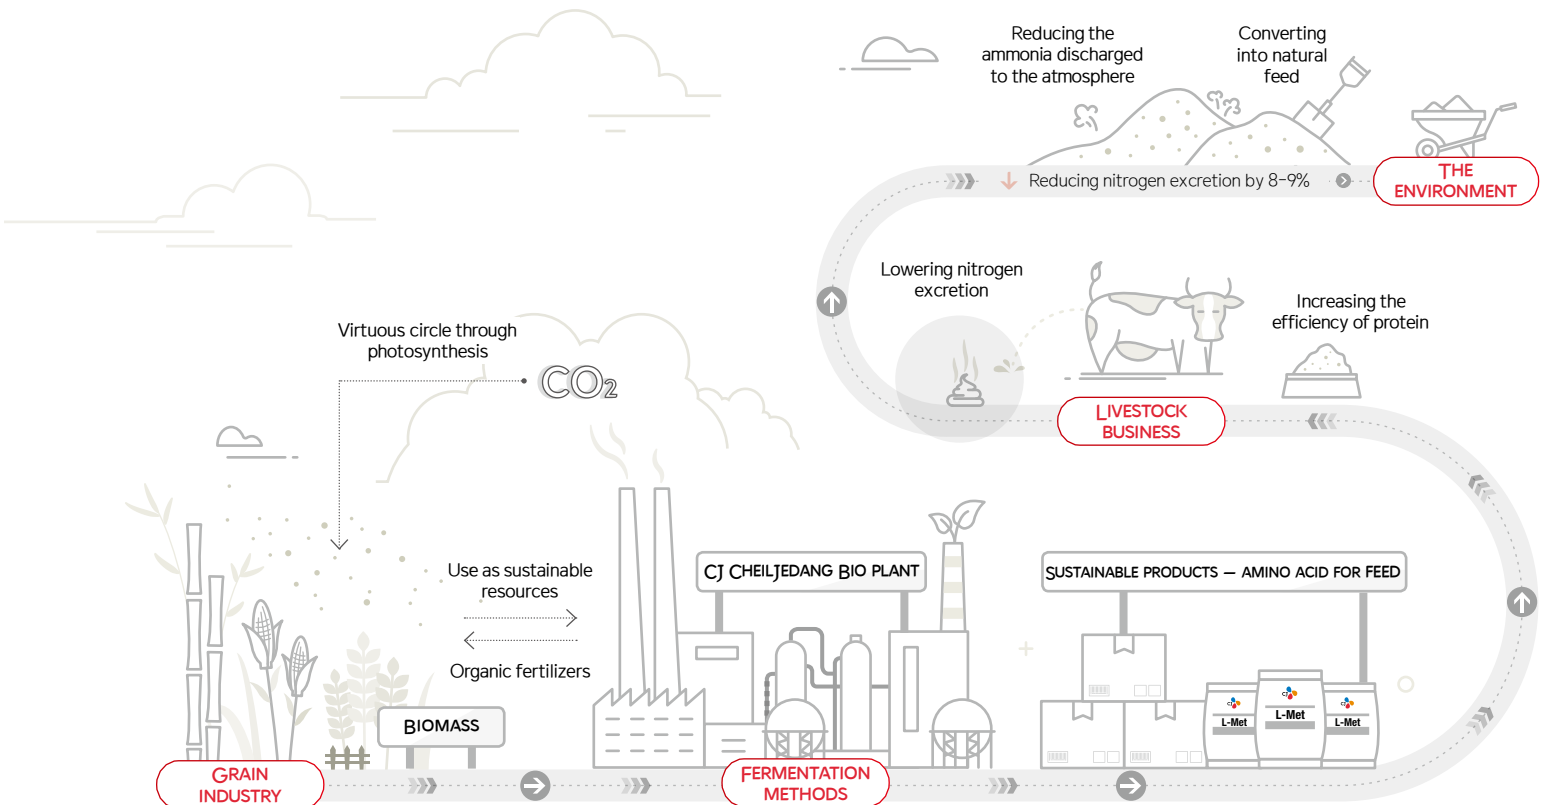 Reducing the
ammonia discharged
to the atmosphere
Converting
into natural
feed
Reducing nitrogen excretion by 8-9%
THE
ENVIRONMENT
Lowering nitrogen
excretion
Increasing the
efficiency of protein
LIVESTOCK
BUSINESS
Virtuous circle through
photosynthesis
CO₂
Use as sustainable
resources
Organic fertilizers
BIOMASS
CJ CHEILJEDANG BIO PLANT
SUSTAINABLE PRODUCTS – AMINO ACID FOR FEED
CJ
L-Met
CJ
L-Met
CJ
L-Met
GRAIN
INDUSTRY
FERMENTATION
METHODS